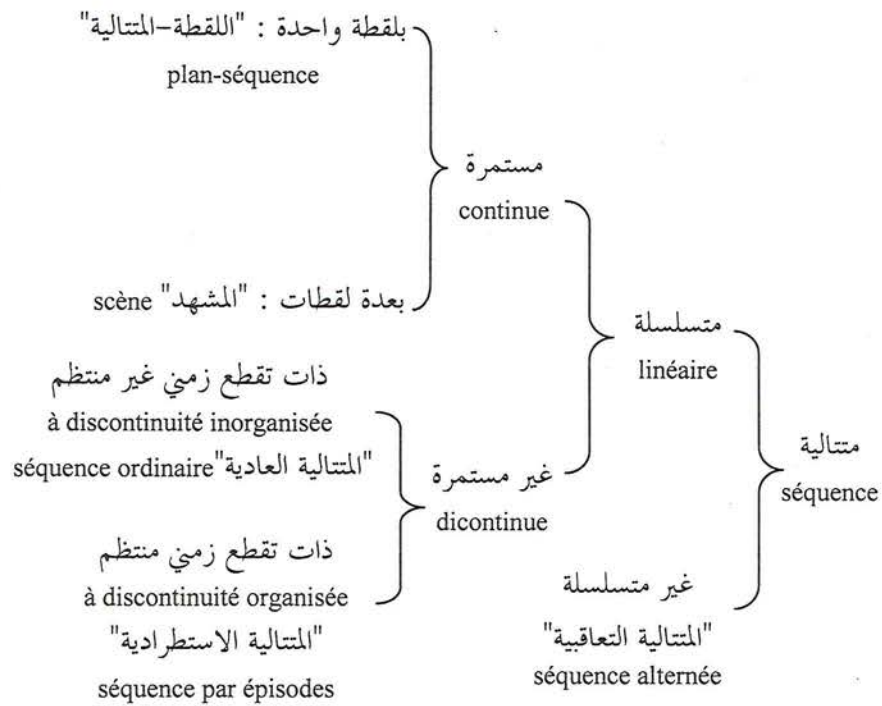 متتالية
séquence
متسلسلة
linéaire
مستمرة
continue
بلقطة واحدة : "اللقطة–المتتالية"
plan-séquence
بعدة لقطات : "المشهد" scène
غير مستمرة
dicontinue
ذات تقطع زمني غير منتظم
à discontinuité inorganisée
"المتتالية العادية" séquence ordinaire
ذات تقطع زمني منتظم
à discontinuité organisée
"المتتالية الاستطرادية"
séquence par épisodes
غير متسلسلة
"المتتالية التعاقبية"
séquence alternée